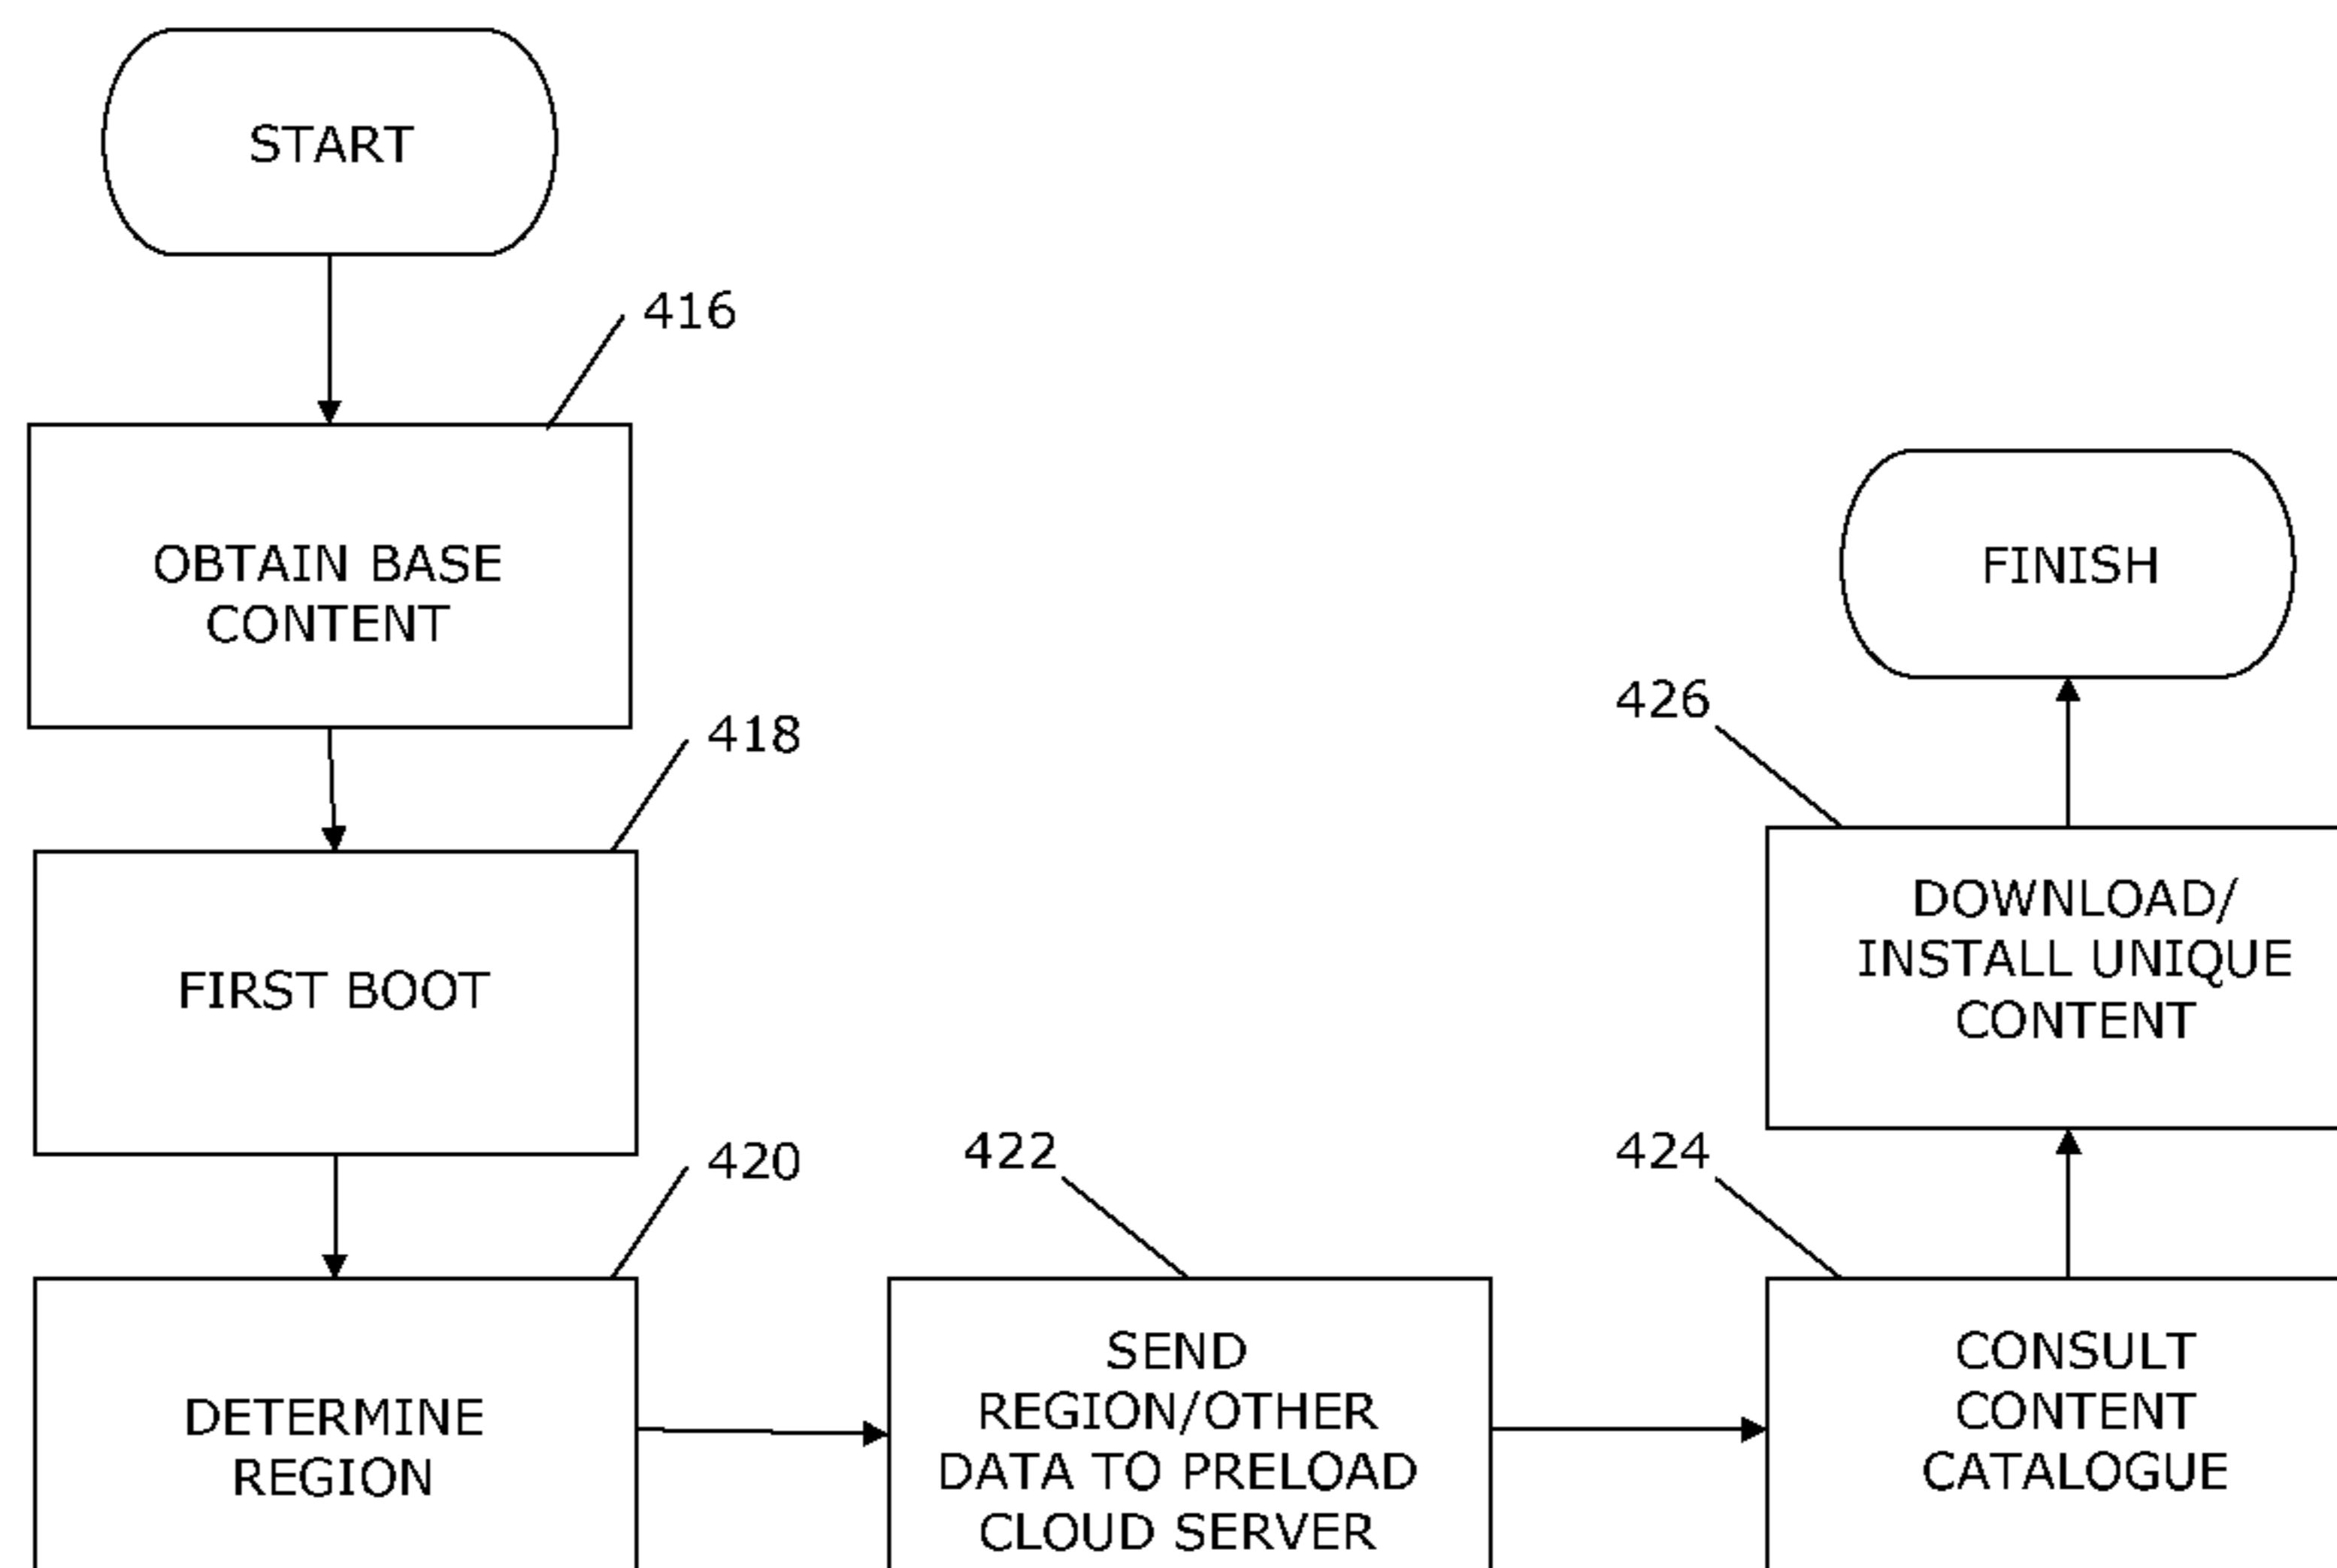 START
416
OBTAIN BASE
CONTENT
418
FIRST BOOT
420
DETERMINE
REGION
422
SEND
REGION/OTHER
DATA TO PRELOAD
CLOUD SERVER
424
CONSULT
CONTENT
CATALOGUE
426
DOWNLOAD/
INSTALL UNIQUE
CONTENT
FINISH